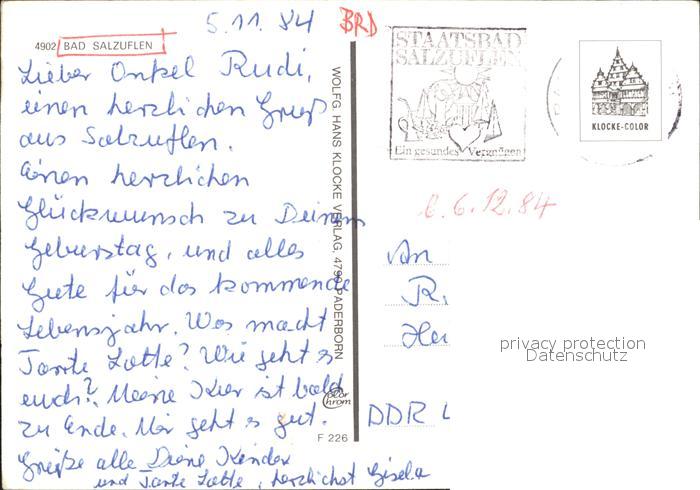 5.11.84 BRD
4902 BAD SALZUFLEN
Lieber Onkel Rudi,
einen herzlichen Gruß
aus Salzuflen.
Einen herzlichen
Glückwunsch zu Deinem
Geburtstag, und alles
Gute für das kommende
Lebensjahr. Was macht
Tante Lotte? Wie geht es
euch? Meine Kur ist bald
zu Ende. Mir geht es gut.
Grüße alle Deine Kinder
und Tante Lotte, herzlichst Gisela
WOLFG. HANS KLOCKE VERLAG, 4790 PADERBORN
color
chrom
F 226
STAATSBAD
SALZUFLEN
Ein gesundes Vergnügen
KLOCKE-COLOR
6.12.84
An
R.
DDR
privacy protection
Datenschutz